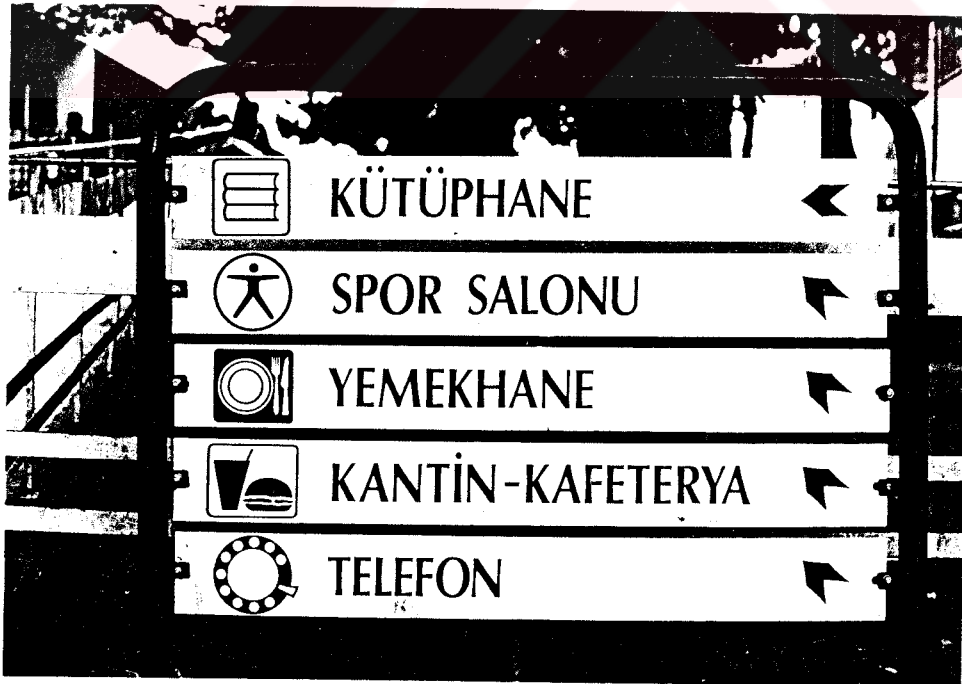 KÜTÜPHANE
SPOR SALONU
YEMEKHANE
KANTİN-KAFETERYA
TELEFON